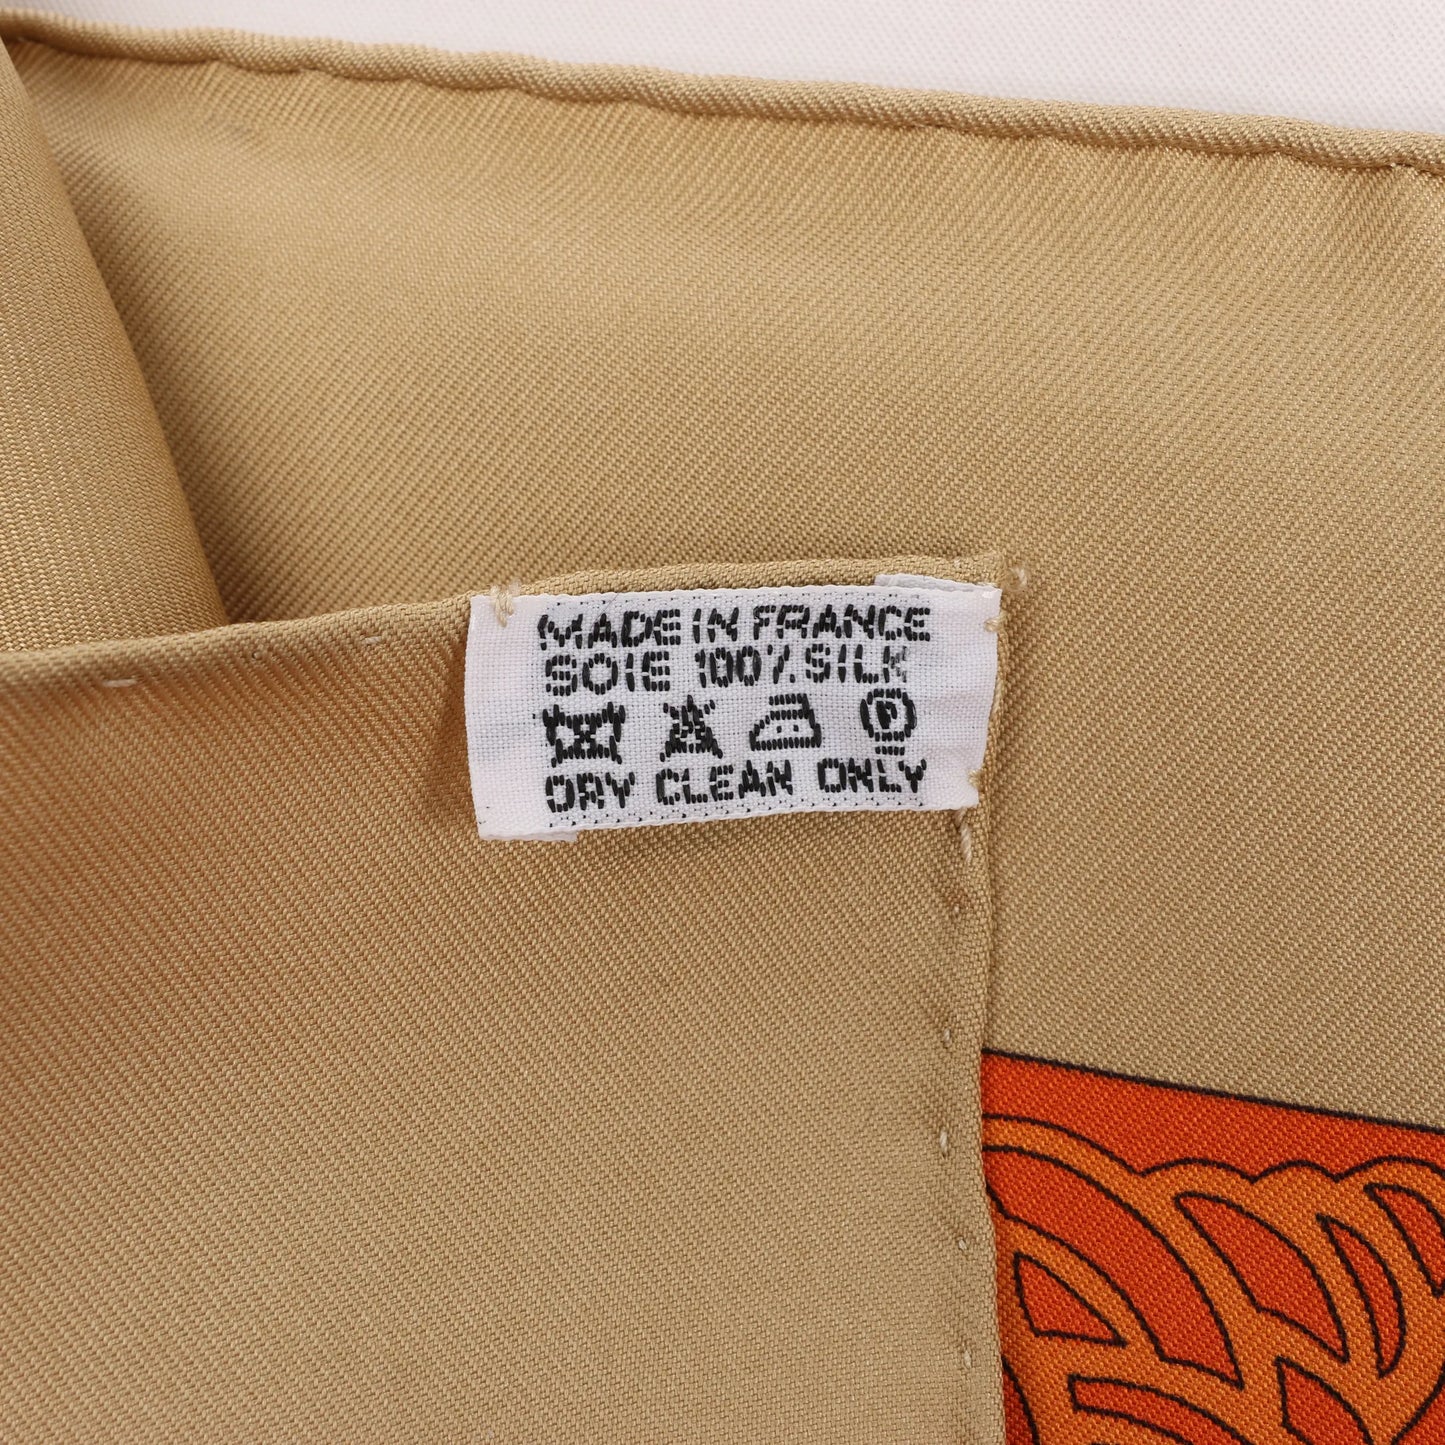 MADE IN FRANCE
SOIE 100% SILK
P
DRY CLEAN ONLY